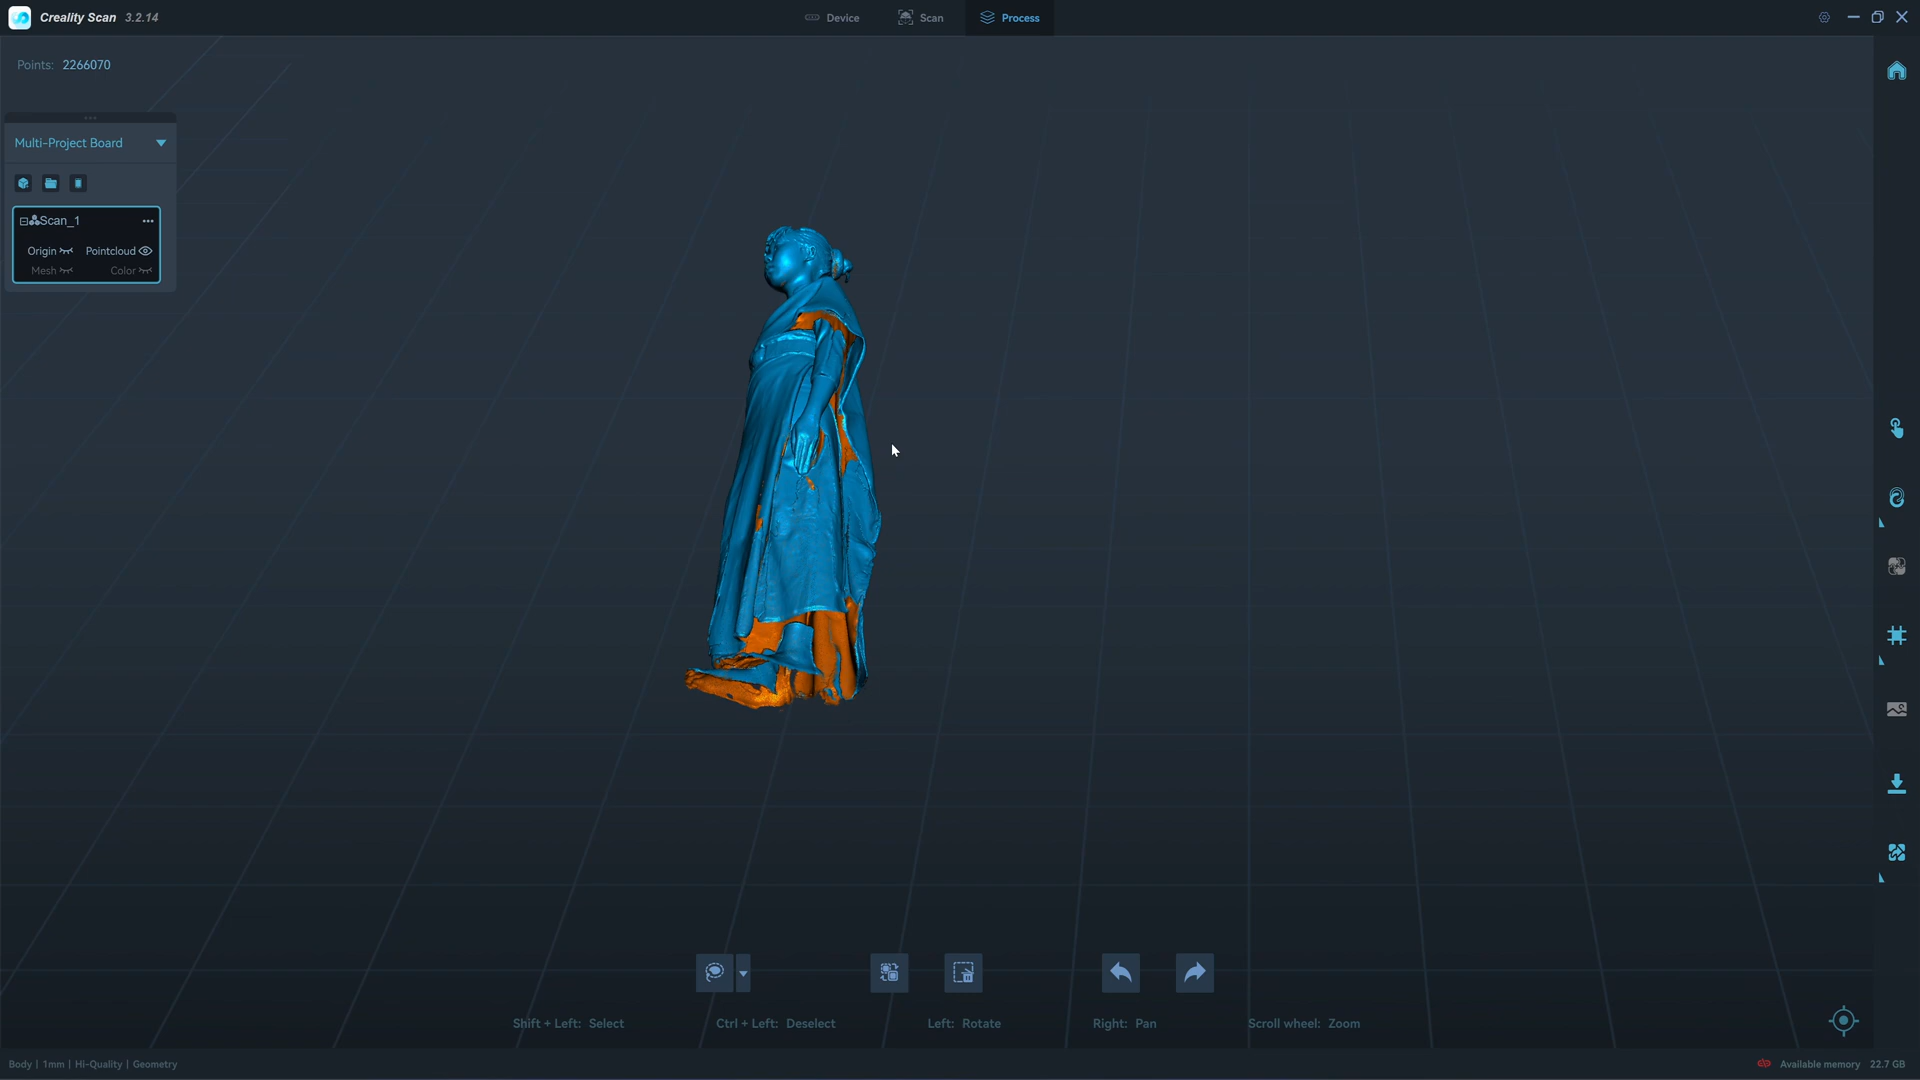 Creality Scan 3.2.14
Device
Scan
Process
Points: 2266070
Multi-Project Board
Scan_1
Origin Pointcloud
Mesh Color
Shift + Left: Select
Ctrl + Left: Deselect
Left: Rotate
Right: Pan
Scroll wheel: Zoom
Body | 1mm | Hi-Quality | Geometry
Available memory 22.7 GB